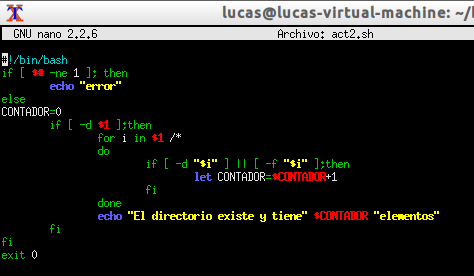 lucas@lucas-virtual-machine: ~/
GNU nano 2.2.6 Archivo: act2.sh
#!/bin/bash
if [ $# -ne 1 ]; then
echo "error"
else
CONTADOR=0
if [ -d $1 ];then
for i in $1 /*
do
if [ -d "$i" ] || [ -f "$i" ];then
let CONTADOR=$CONTADOR+1
fi
done
echo "El directorio existe y tiene" $CONTADOR "elementos"
fi
fi
exit 0